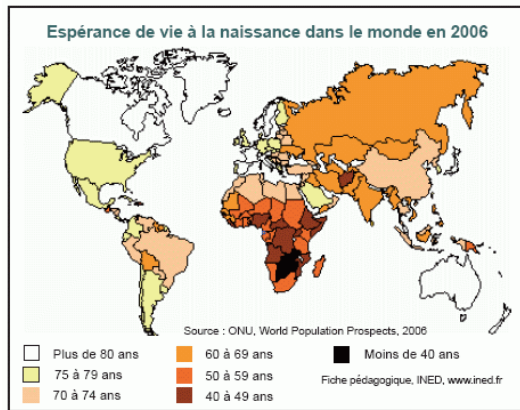 Espérance de vie à la naissance dans le monde en 2006
Source : ONU, World Population Prospects, 2006
Plus de 80 ans
75 à 79 ans
70 à 74 ans
60 à 69 ans
50 à 59 ans
40 à 49 ans
Moins de 40 ans
Fiche pédagogique, INED, www.ined.fr